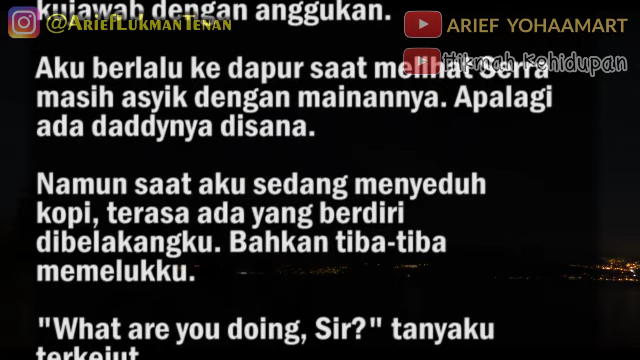 kujawab dengan anggukan.
@AriefLukmanTenan
ARIEF YOHAAMART
Hikmah Kehidupan
Aku berlalu ke dapur saat melihat Serra
masih asyik dengan mainannya. Apalagi
ada daddynya disana.
Namun saat aku sedang menyeduh
kopi, terasa ada yang berdiri
dibelakangku. Bahkan tiba-tiba
memelukku.
"What are you doing, Sir?" tanyaku
terkejut.